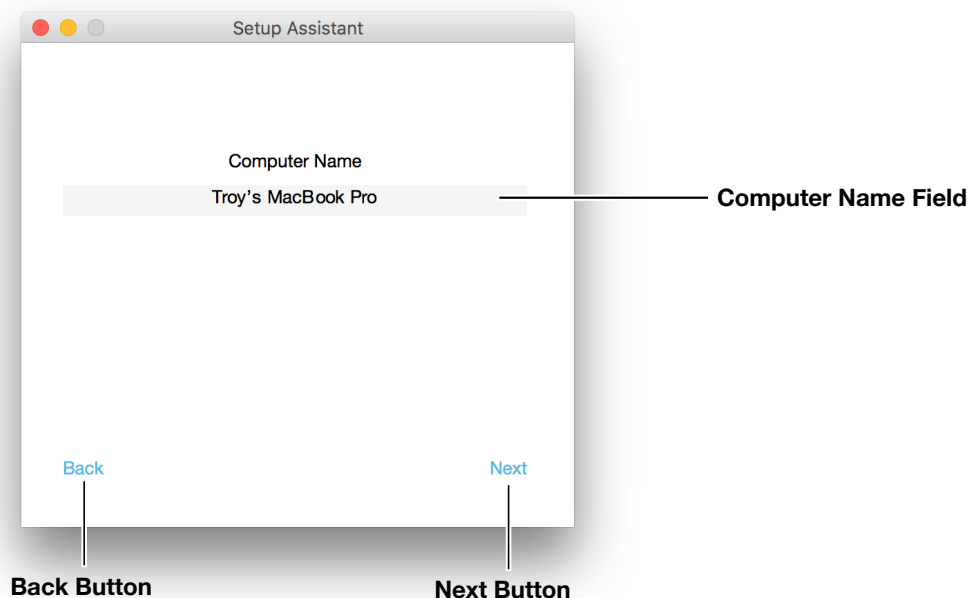 Setup Assistant
Computer Name
Troy's MacBook Pro
Computer Name Field
Back
Next
Back Button
Next Button